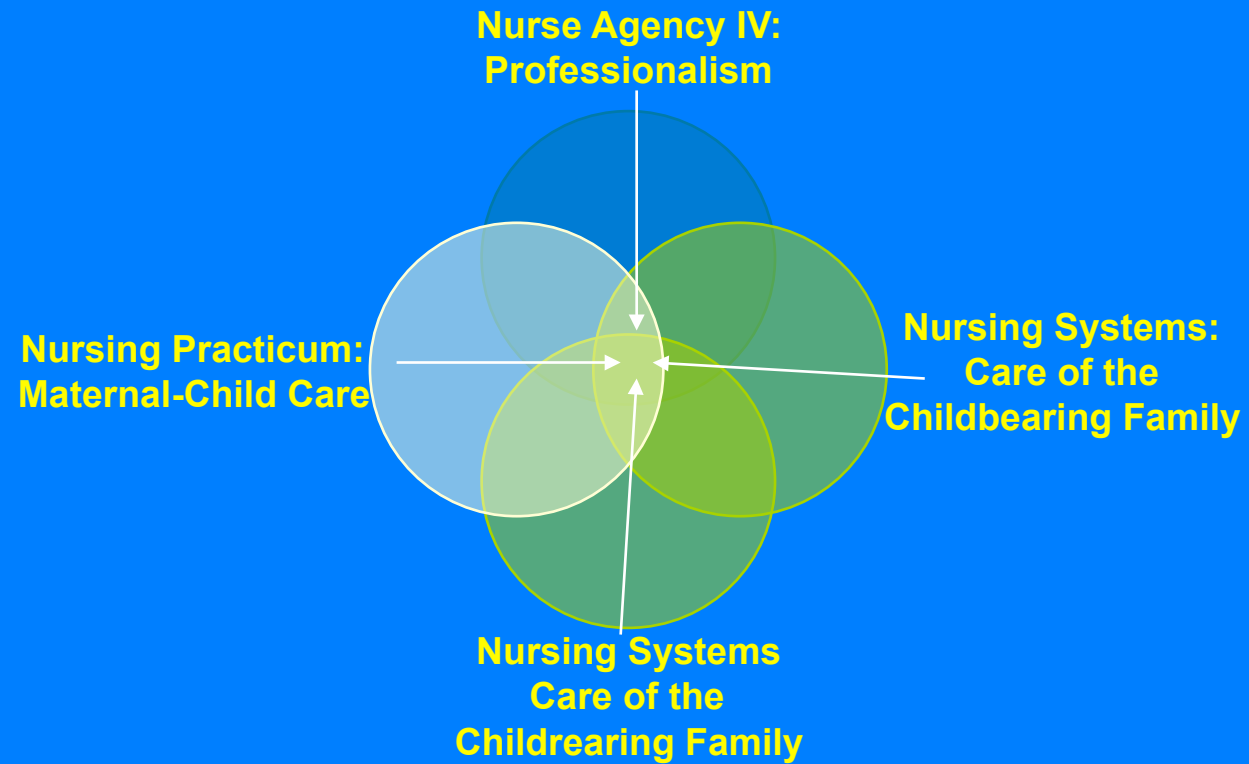 Nurse Agency IV:
Professionalism
Nursing Practicum:
Maternal-Child Care
Nursing Systems:
Care of the
Childbearing Family
Nursing Systems
Care of the
Childrearing Family